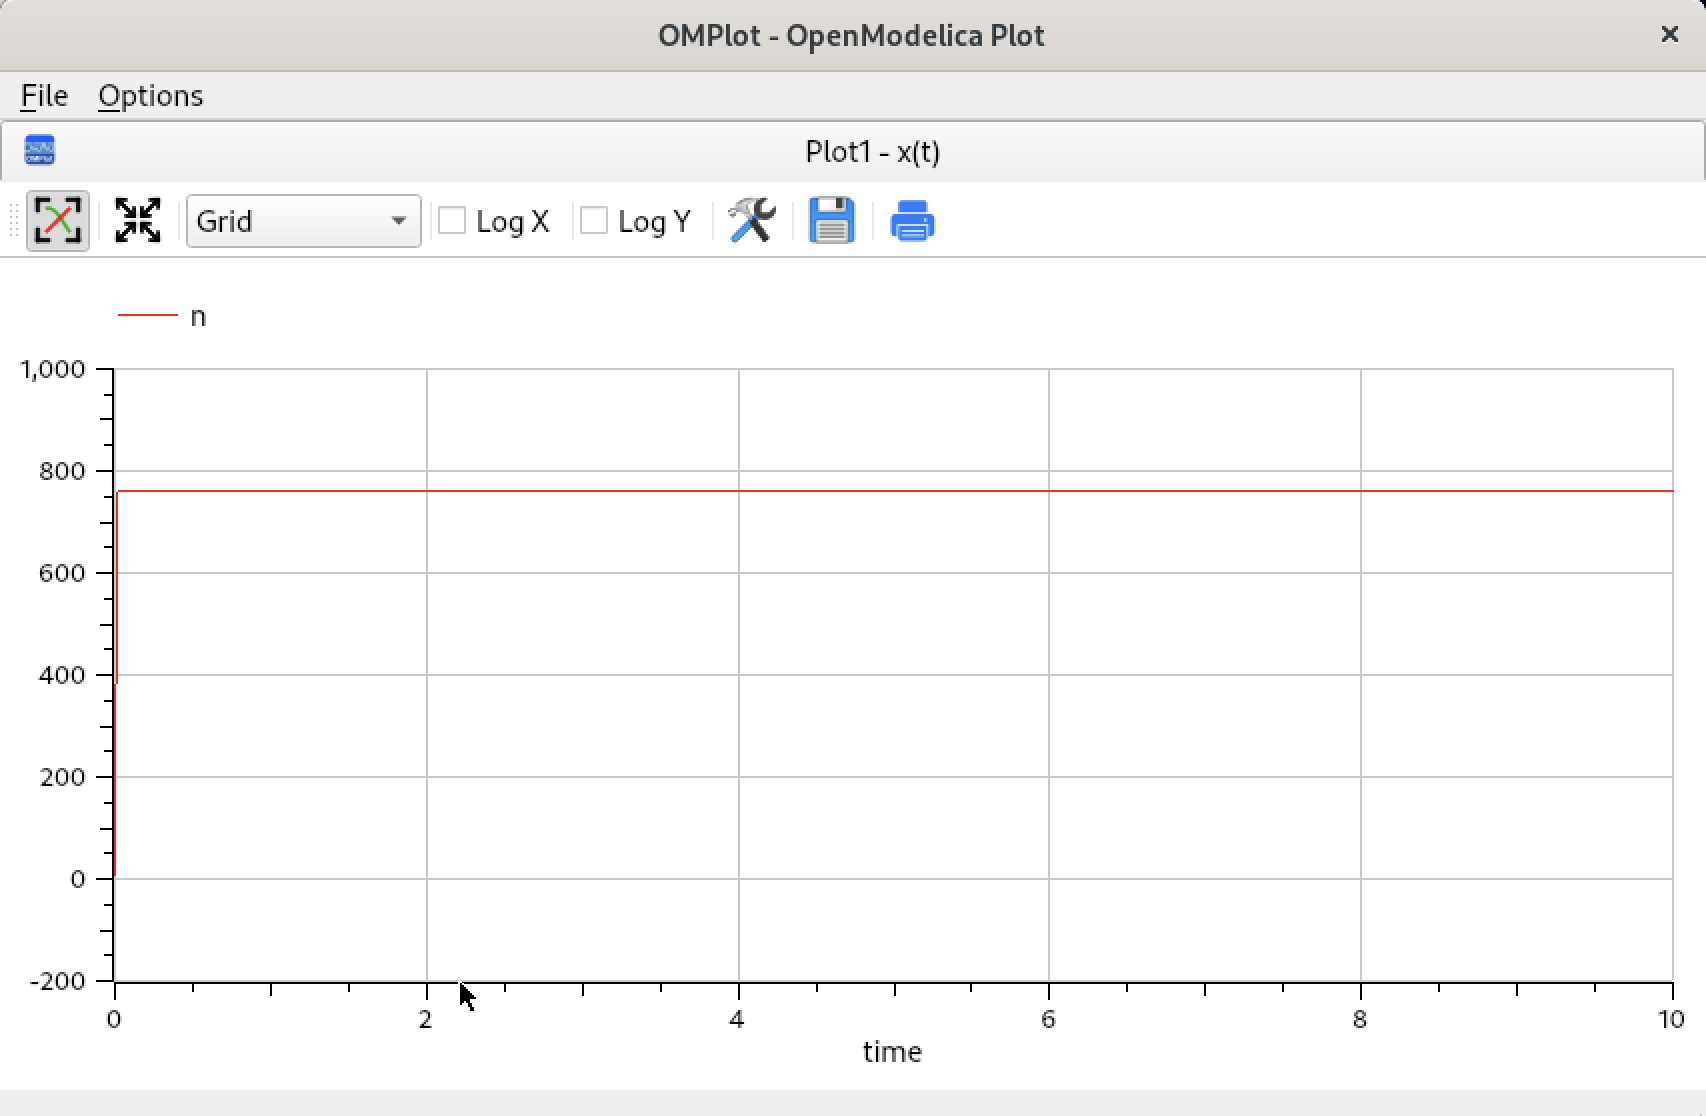 OMPlot - OpenModelica Plot
File Options
Plot1 - x(t)
Grid Log X Log Y
n
1,000
800
600
400
200
0
-200
0 2 4 6 8 10
time